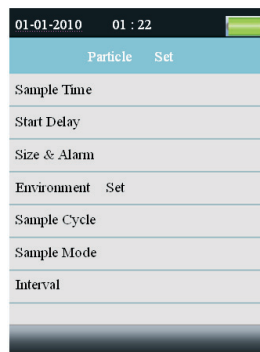 01-01-2010 01 : 22
Particle Set
Sample Time
Start Delay
Size & Alarm
Environment Set
Sample Cycle
Sample Mode
Interval